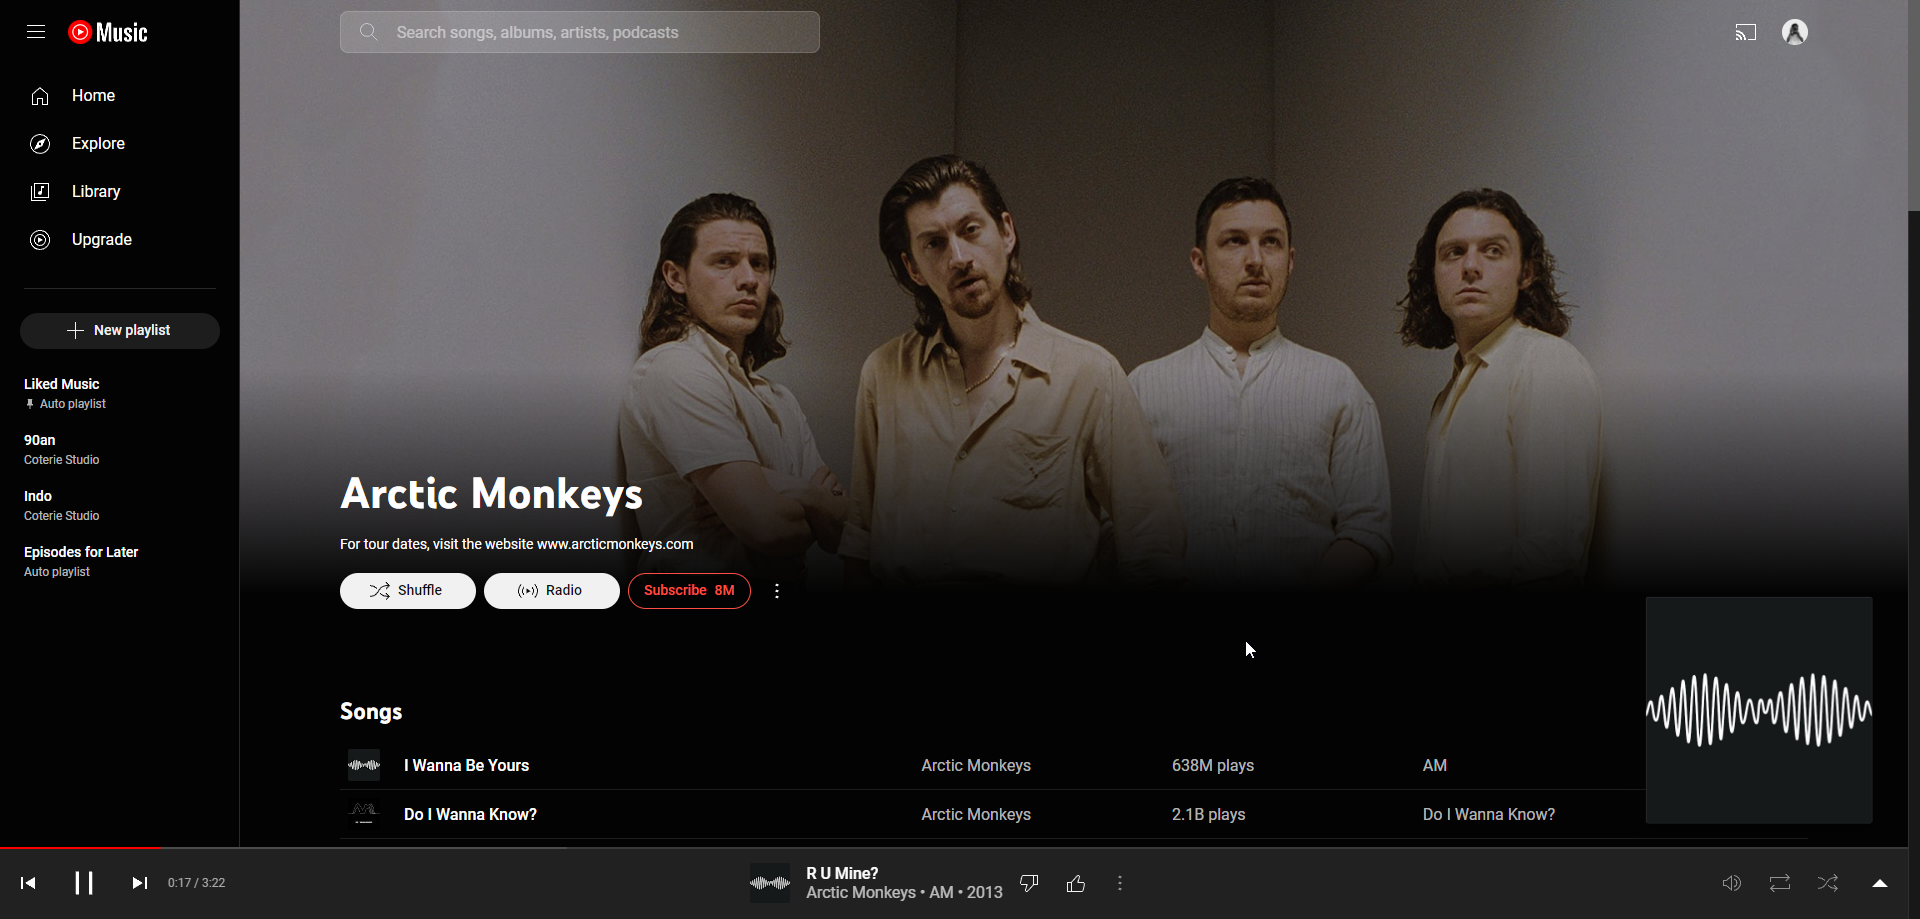 Music
Search songs, albums, artists, podcasts
Home
Explore
Library
Upgrade
New playlist
Liked Music
Auto playlist
90an
Coterie Studio
Indo
Coterie Studio
Episodes for Later
Auto playlist
Arctic Monkeys
For tour dates, visit the website www.arcticmonkeys.com
Shuffle Radio Subscribe 8M
Songs
I Wanna Be Yours Arctic Monkeys 638M plays AM
Do I Wanna Know? Arctic Monkeys 2.1B plays Do I Wanna Know?
0:17 / 3:22
R U Mine?
Arctic Monkeys • AM • 2013